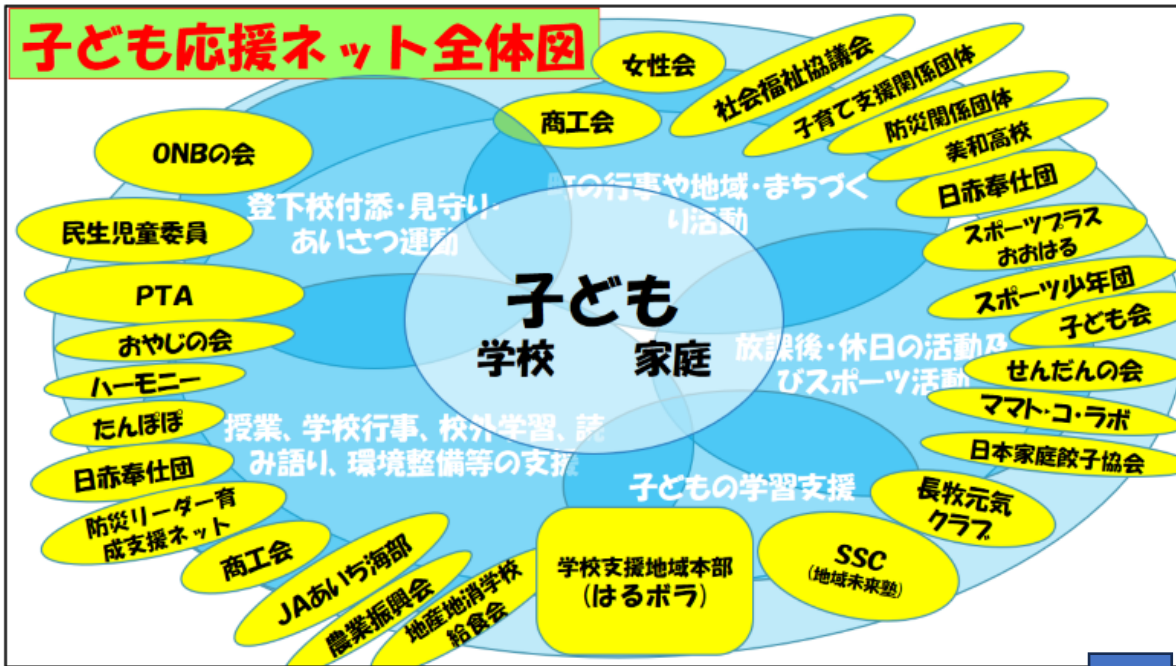 子ども応援ネット全体図
女性会
商工会
社会福祉協議会
子育て支援関係団体
防災関係団体
美和高校
日赤奉仕団
スポーツプラス
おおはる
スポーツ少年団
子ども会
せんだんの会
ママト・コ・ラボ
日本家庭餃子協会
長牧元気
クラブ
SSC
(地域未来塾)
学校支援地域本部
(はるボラ)
地産地消学校
給食会
農業振興会
JAあいち海部
商工会
防災リーダー育
成支援ネット
日赤奉仕団
たんぽぽ
ハーモニー
おやじの会
PTA
民生児童委員
ONBの会
登下校付添・見守り・
あいさつ運動
町の行事や地域・まちづく
り活動
子ども
学校 家庭
放課後・休日の活動及
びスポーツ活動
授業、学校行事、校外学習、読
み語り、環境整備等の支援
子どもの学習支援